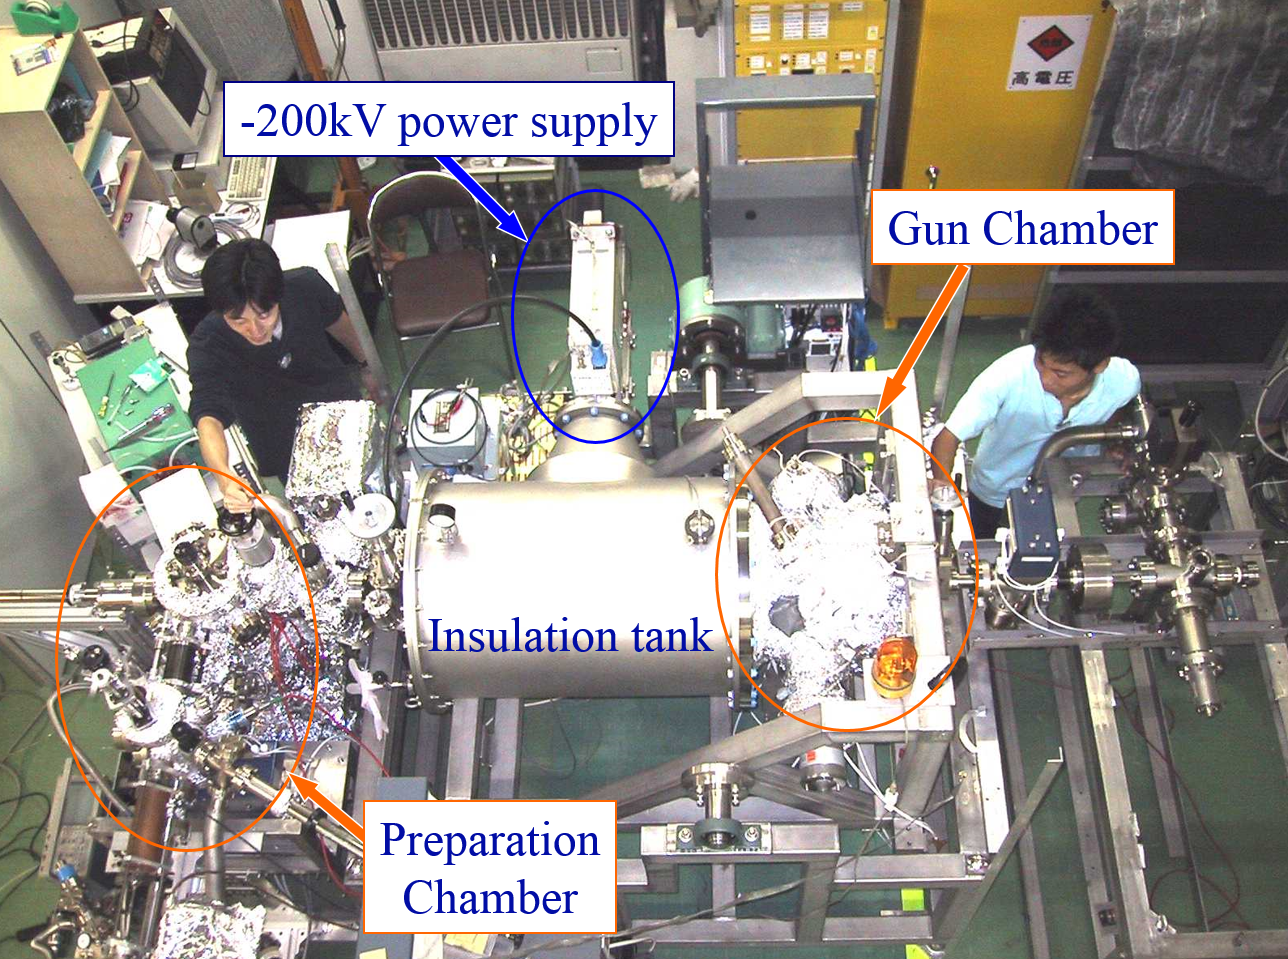 高電圧
-200kV power supply
Gun Chamber
Insulation tank
Preparation
Chamber